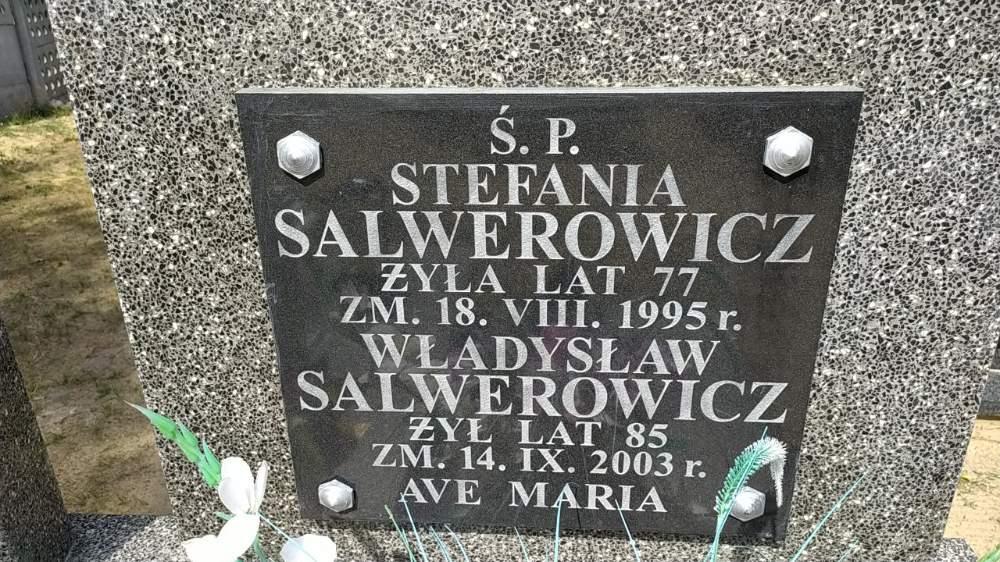 Ś. P.
STEFANIA
SALWEROWICZ
ŻYŁA LAT 77
ZM. 18. VIII. 1995 r.
WŁADYSŁAW
SALWEROWICZ
ŻYŁ LAT 85
ZM. 14. IX. 2003 r.
AVE MARIA